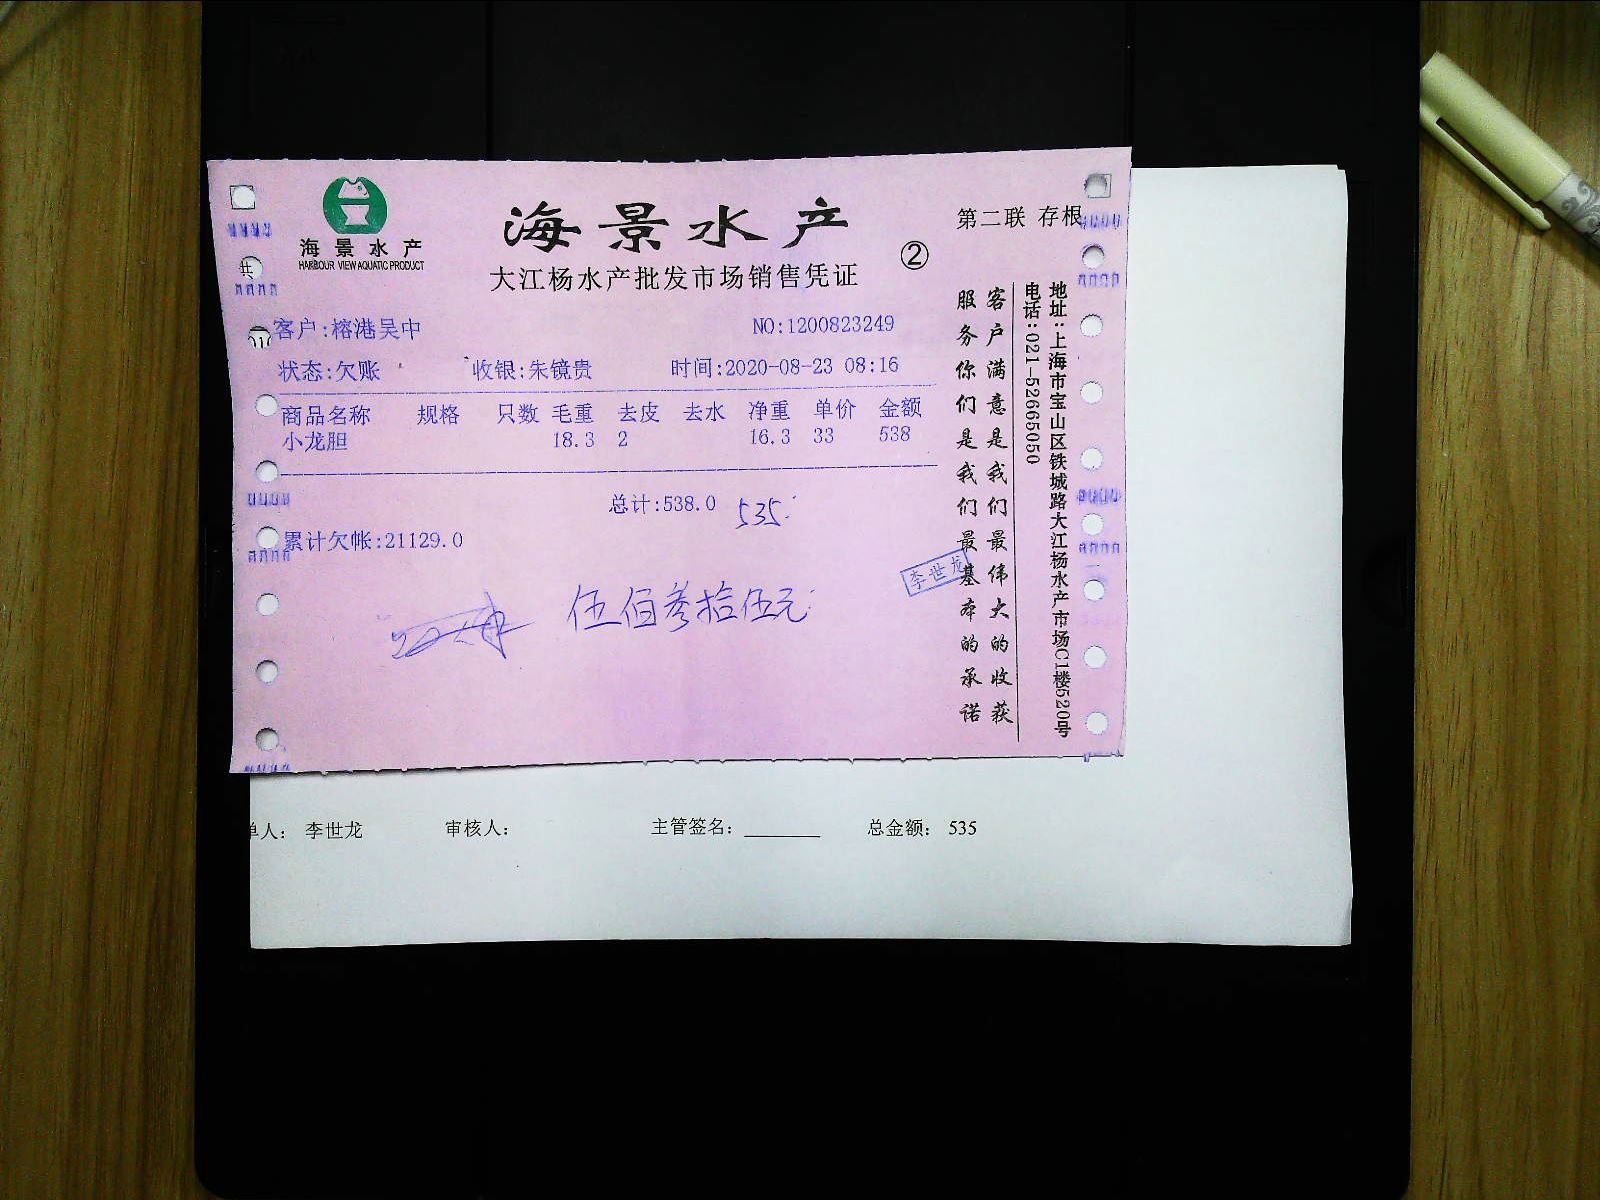 海景水产
HARBOUR VIEW AQUATIC PRODUCT
海景水产
大江杨水产批发市场销售凭证
②
第二联 存根
客户:榕港吴中
NO:1200823249
状态:欠账
收银:朱镜贵
时间:2020-08-23 08:16
商品名称 规格 只数 毛重 去皮 去水 净重 单价 金额
小龙胆 18.3 2 16.3 33 538
总计:538.0
535
累计欠帐:21129.0
伍佰叁拾伍元
李世龙
客户满意是我们最伟大的收获
服务你们是我们最基本的承诺
地址:上海市宝山区铁城路大江杨水产市场C1楼520号
电话:021-52665050
单人: 李世龙 审核人: 主管签名: 总金额: 535